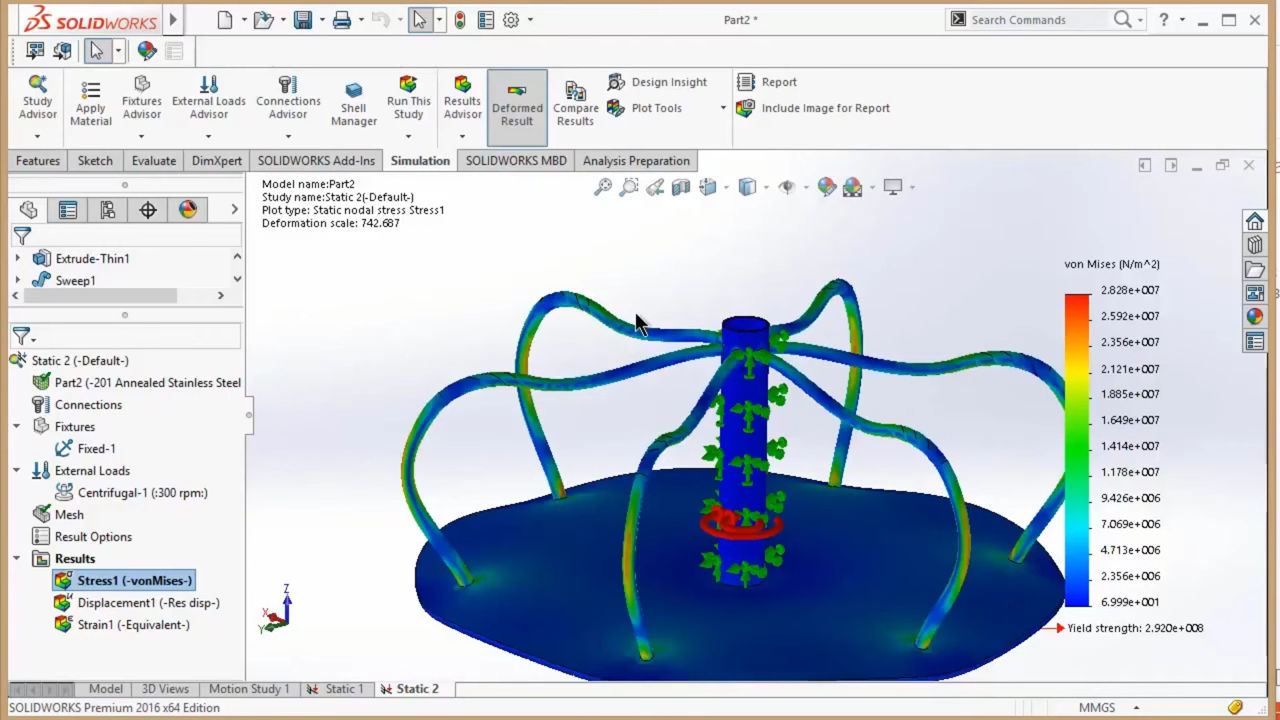 SOLIDWORKS
Part2 *
Search Commands
?
Study Advisor
Apply Material
Fixtures Advisor
External Loads Advisor
Connections Advisor
Shell Manager
Run This Study
Results Advisor
Deformed Result
Compare Results
Design Insight
Plot Tools
Report
Include Image for Report
Features
Sketch
Evaluate
DimXpert
SOLIDWORKS Add-Ins
Simulation
SOLIDWORKS MBD
Analysis Preparation
Model name:Part2
Study name:Static 2(-Default-)
Plot type: Static nodal stress Stress1
Deformation scale: 742.687
Extrude-Thin1
Sweep1
Static 2 (-Default-)
Part2 (-201 Annealed Stainless Steel
Connections
Fixtures
Fixed-1
External Loads
Centrifugal-1 (:300 rpm:)
Mesh
Result Options
Results
Stress1 (-vonMises-)
Displacement1 (-Res disp-)
Strain1 (-Equivalent-)
von Mises (N/m^2)
2.828e+007
2.592e+007
2.356e+007
2.121e+007
1.885e+007
1.649e+007
1.414e+007
1.178e+007
9.426e+006
7.069e+006
4.713e+006
2.356e+006
6.999e+001
Yield strength: 2.920e+008
Z
X
Y
Model
3D Views
Motion Study 1
Static 1
Static 2
SOLIDWORKS Premium 2016 x64 Edition
MMGS